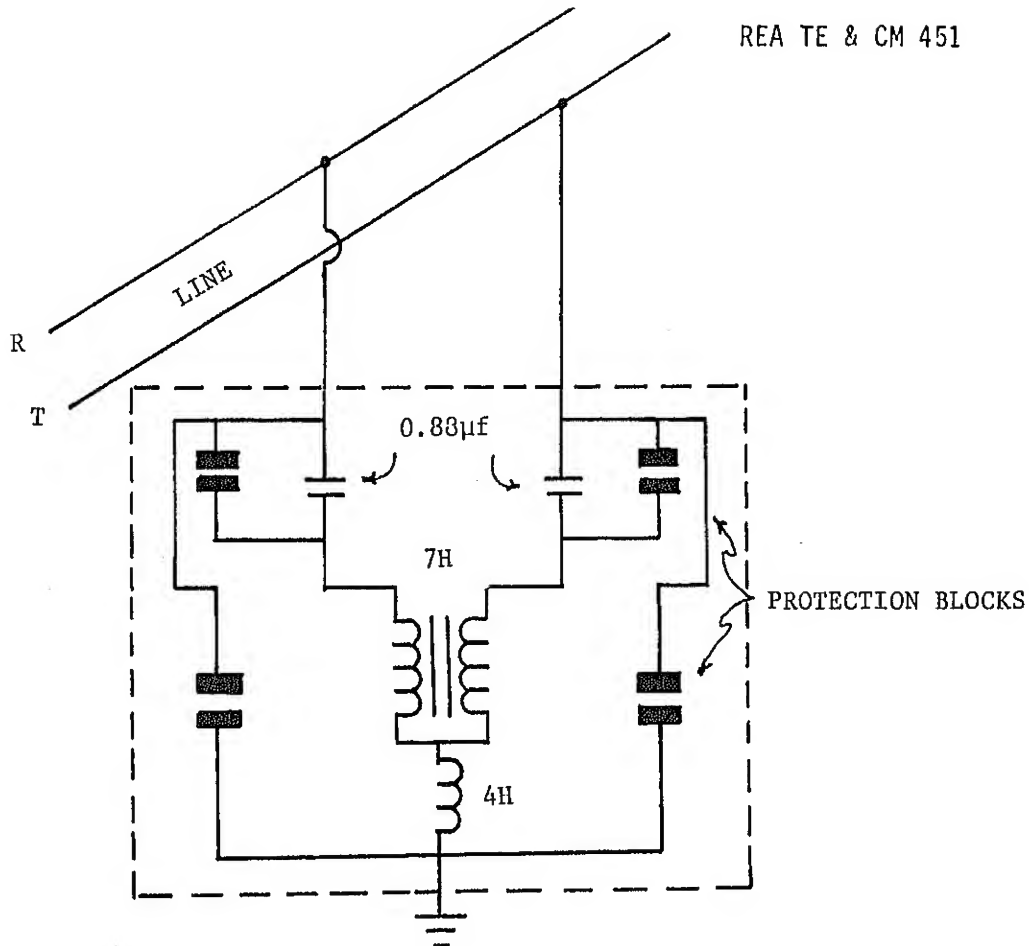 REA TE & CM 451
LINE
R
T
0.88µf
7H
PROTECTION BLOCKS
4H